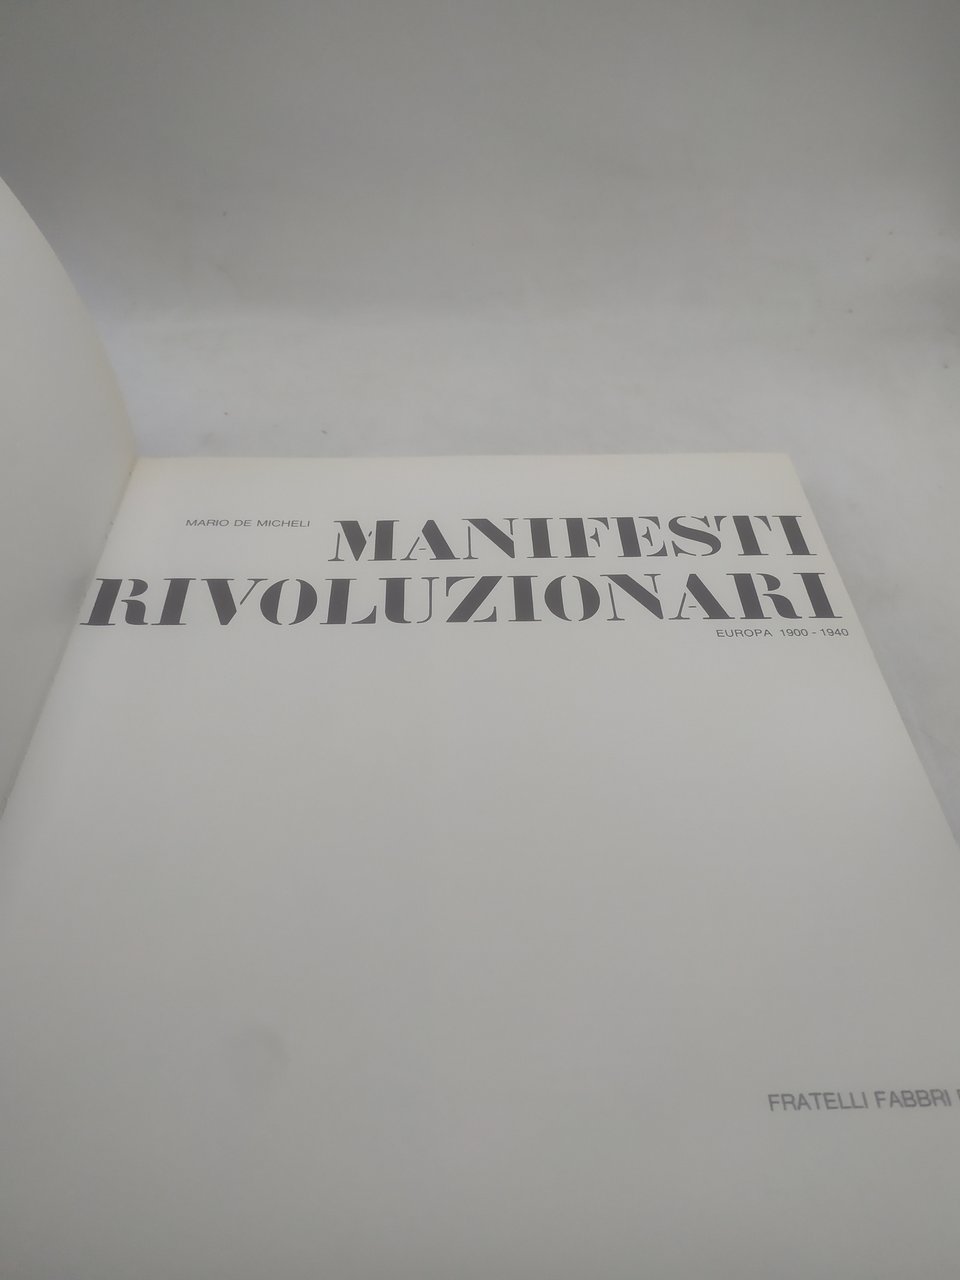 MARIO DE MICHELI
MANIFESTI
RIVOLUZIONARI
EUROPA 1900 - 1940
FRATELLI FABBRI